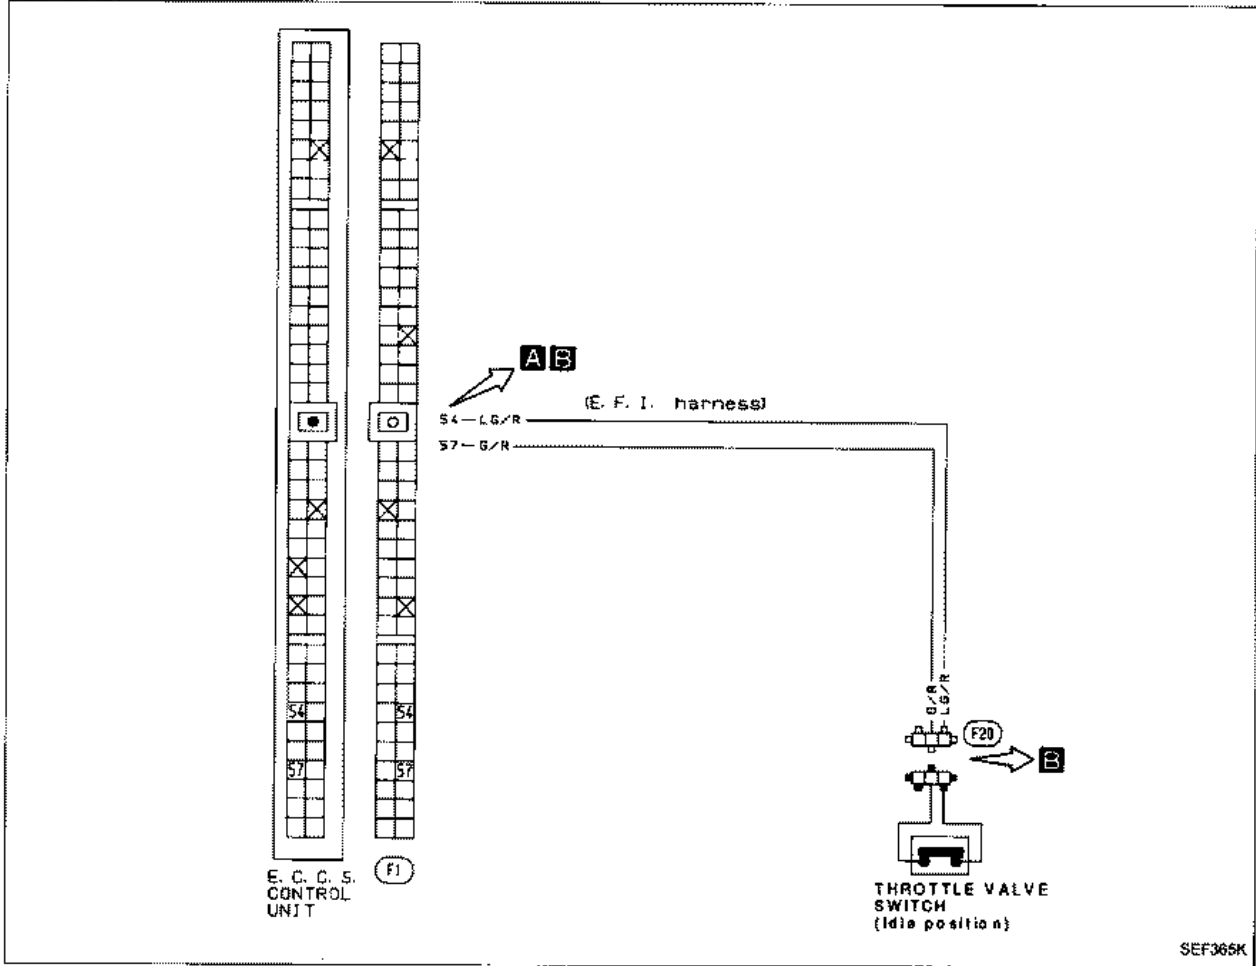 A B
(E. F. I. harness)
54—LG/R
57—G/R
54
54
57
57
G/R
LG/R
F20
B
E. C. C. S.
CONTROL
UNIT
F1
THROTTLE VALVE
SWITCH
(Idle position)
SEF365K